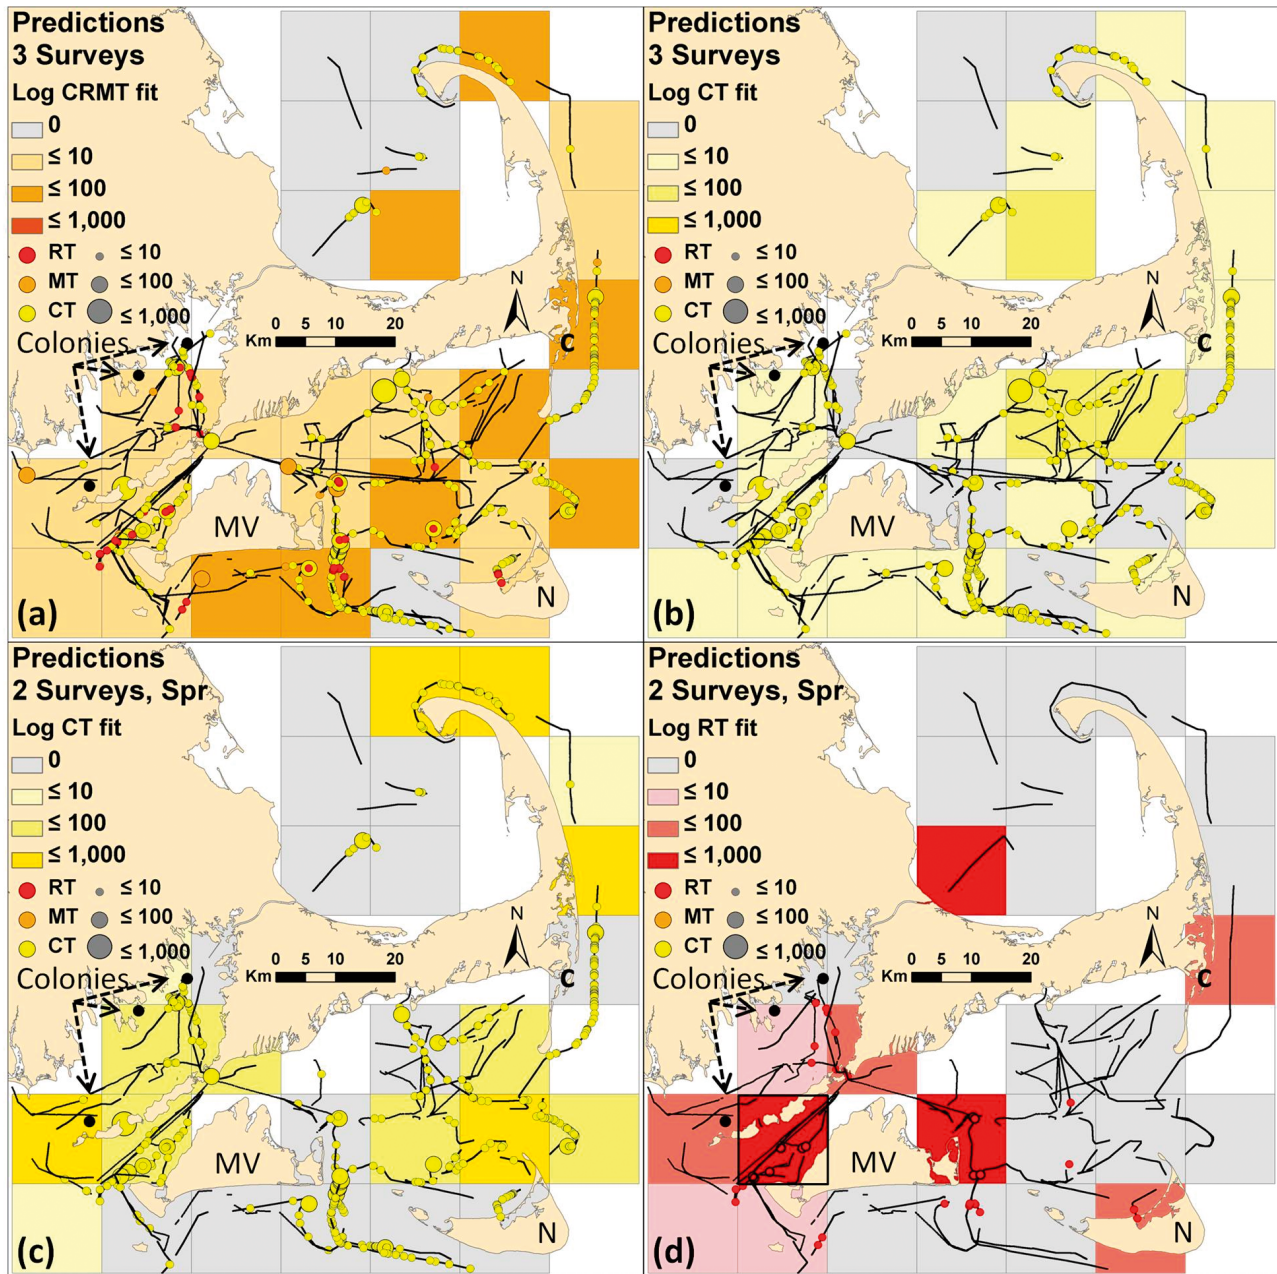 Predictions
3 Surveys
Log CRMT fit
0
≤ 10
≤ 100
≤ 1,000
RT ≤ 10
MT ≤ 100
CT ≤ 1,000
Colonies
N
0 5 10 20
Km
C
MV
N
(a)
Predictions
3 Surveys
Log CT fit
0
≤ 10
≤ 100
≤ 1,000
RT ≤ 10
MT ≤ 100
CT ≤ 1,000
Colonies
N
0 5 10 20
Km
C
MV
N
(b)
Predictions
2 Surveys, Spr
Log CT fit
0
≤ 10
≤ 100
≤ 1,000
RT ≤ 10
MT ≤ 100
CT ≤ 1,000
Colonies
N
0 5 10 20
Km
C
MV
N
(c)
Predictions
2 Surveys, Spr
Log RT fit
0
≤ 10
≤ 100
≤ 1,000
RT ≤ 10
MT ≤ 100
CT ≤ 1,000
Colonies
N
0 5 10 20
Km
C
MV
N
(d)